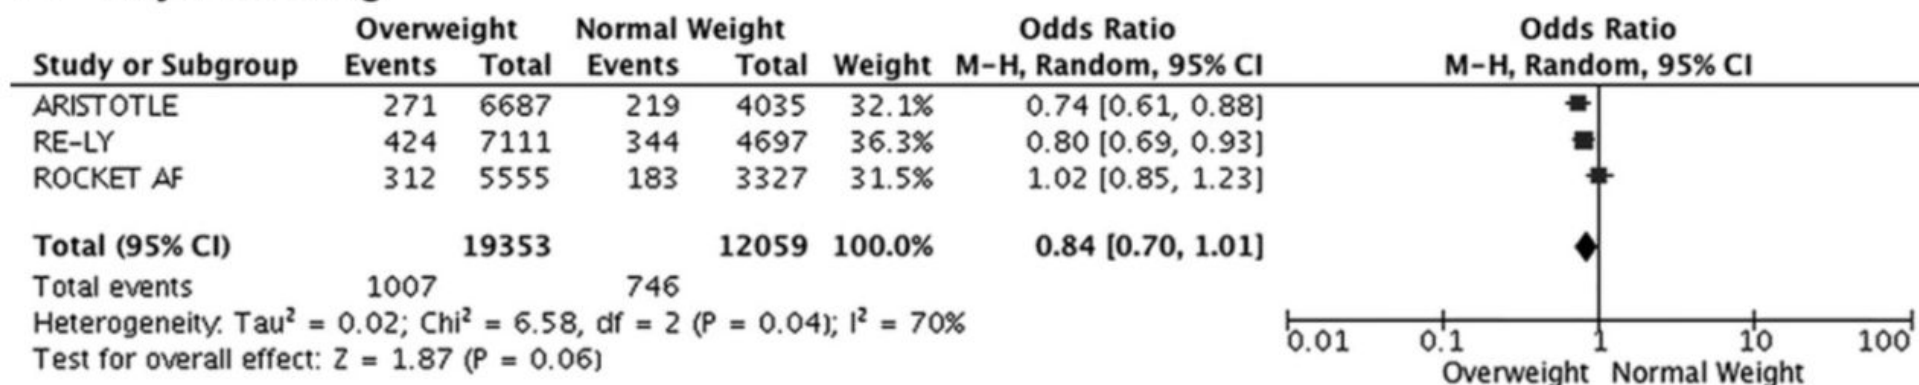 Overweight Normal Weight Odds Ratio Odds Ratio
Study or Subgroup Events Total Events Total Weight M-H, Random, 95% CI M-H, Random, 95% CI
ARISTOTLE 271 6687 219 4035 32.1% 0.74 [0.61, 0.88]
RE-LY 424 7111 344 4697 36.3% 0.80 [0.69, 0.93]
ROCKET AF 312 5555 183 3327 31.5% 1.02 [0.85, 1.23]
Total (95% CI) 19353 12059 100.0% 0.84 [0.70, 1.01]
Total events 1007 746
Heterogeneity: Tau² = 0.02; Chi² = 6.58, df = 2 (P = 0.04); I² = 70%
Test for overall effect: Z = 1.87 (P = 0.06)
0.01 0.1 1 10 100
Overweight Normal Weight